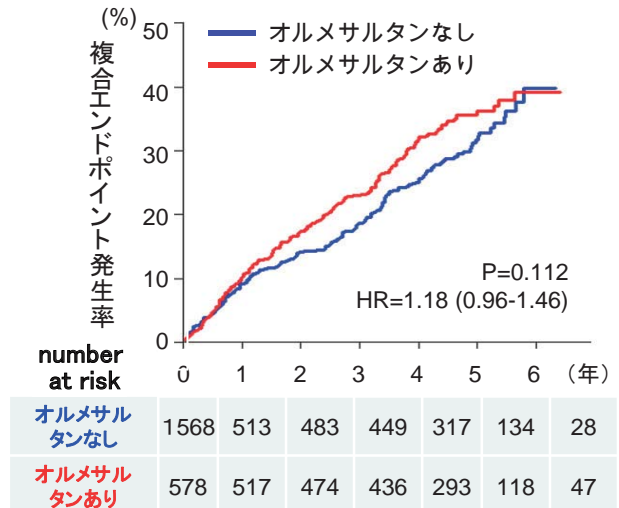 (%)
複合エンドポイント発生率
50
40
30
20
10
0
オルメサルタンなし
オルメサルタンあり
P=0.112
HR=1.18 (0.96-1.46)
0 1 2 3 4 5 6 (年)
number
at risk
オルメサル
タンなし
1568 513 483 449 317 134 28
オルメサル
タンあり
578 517 474 436 293 118 47